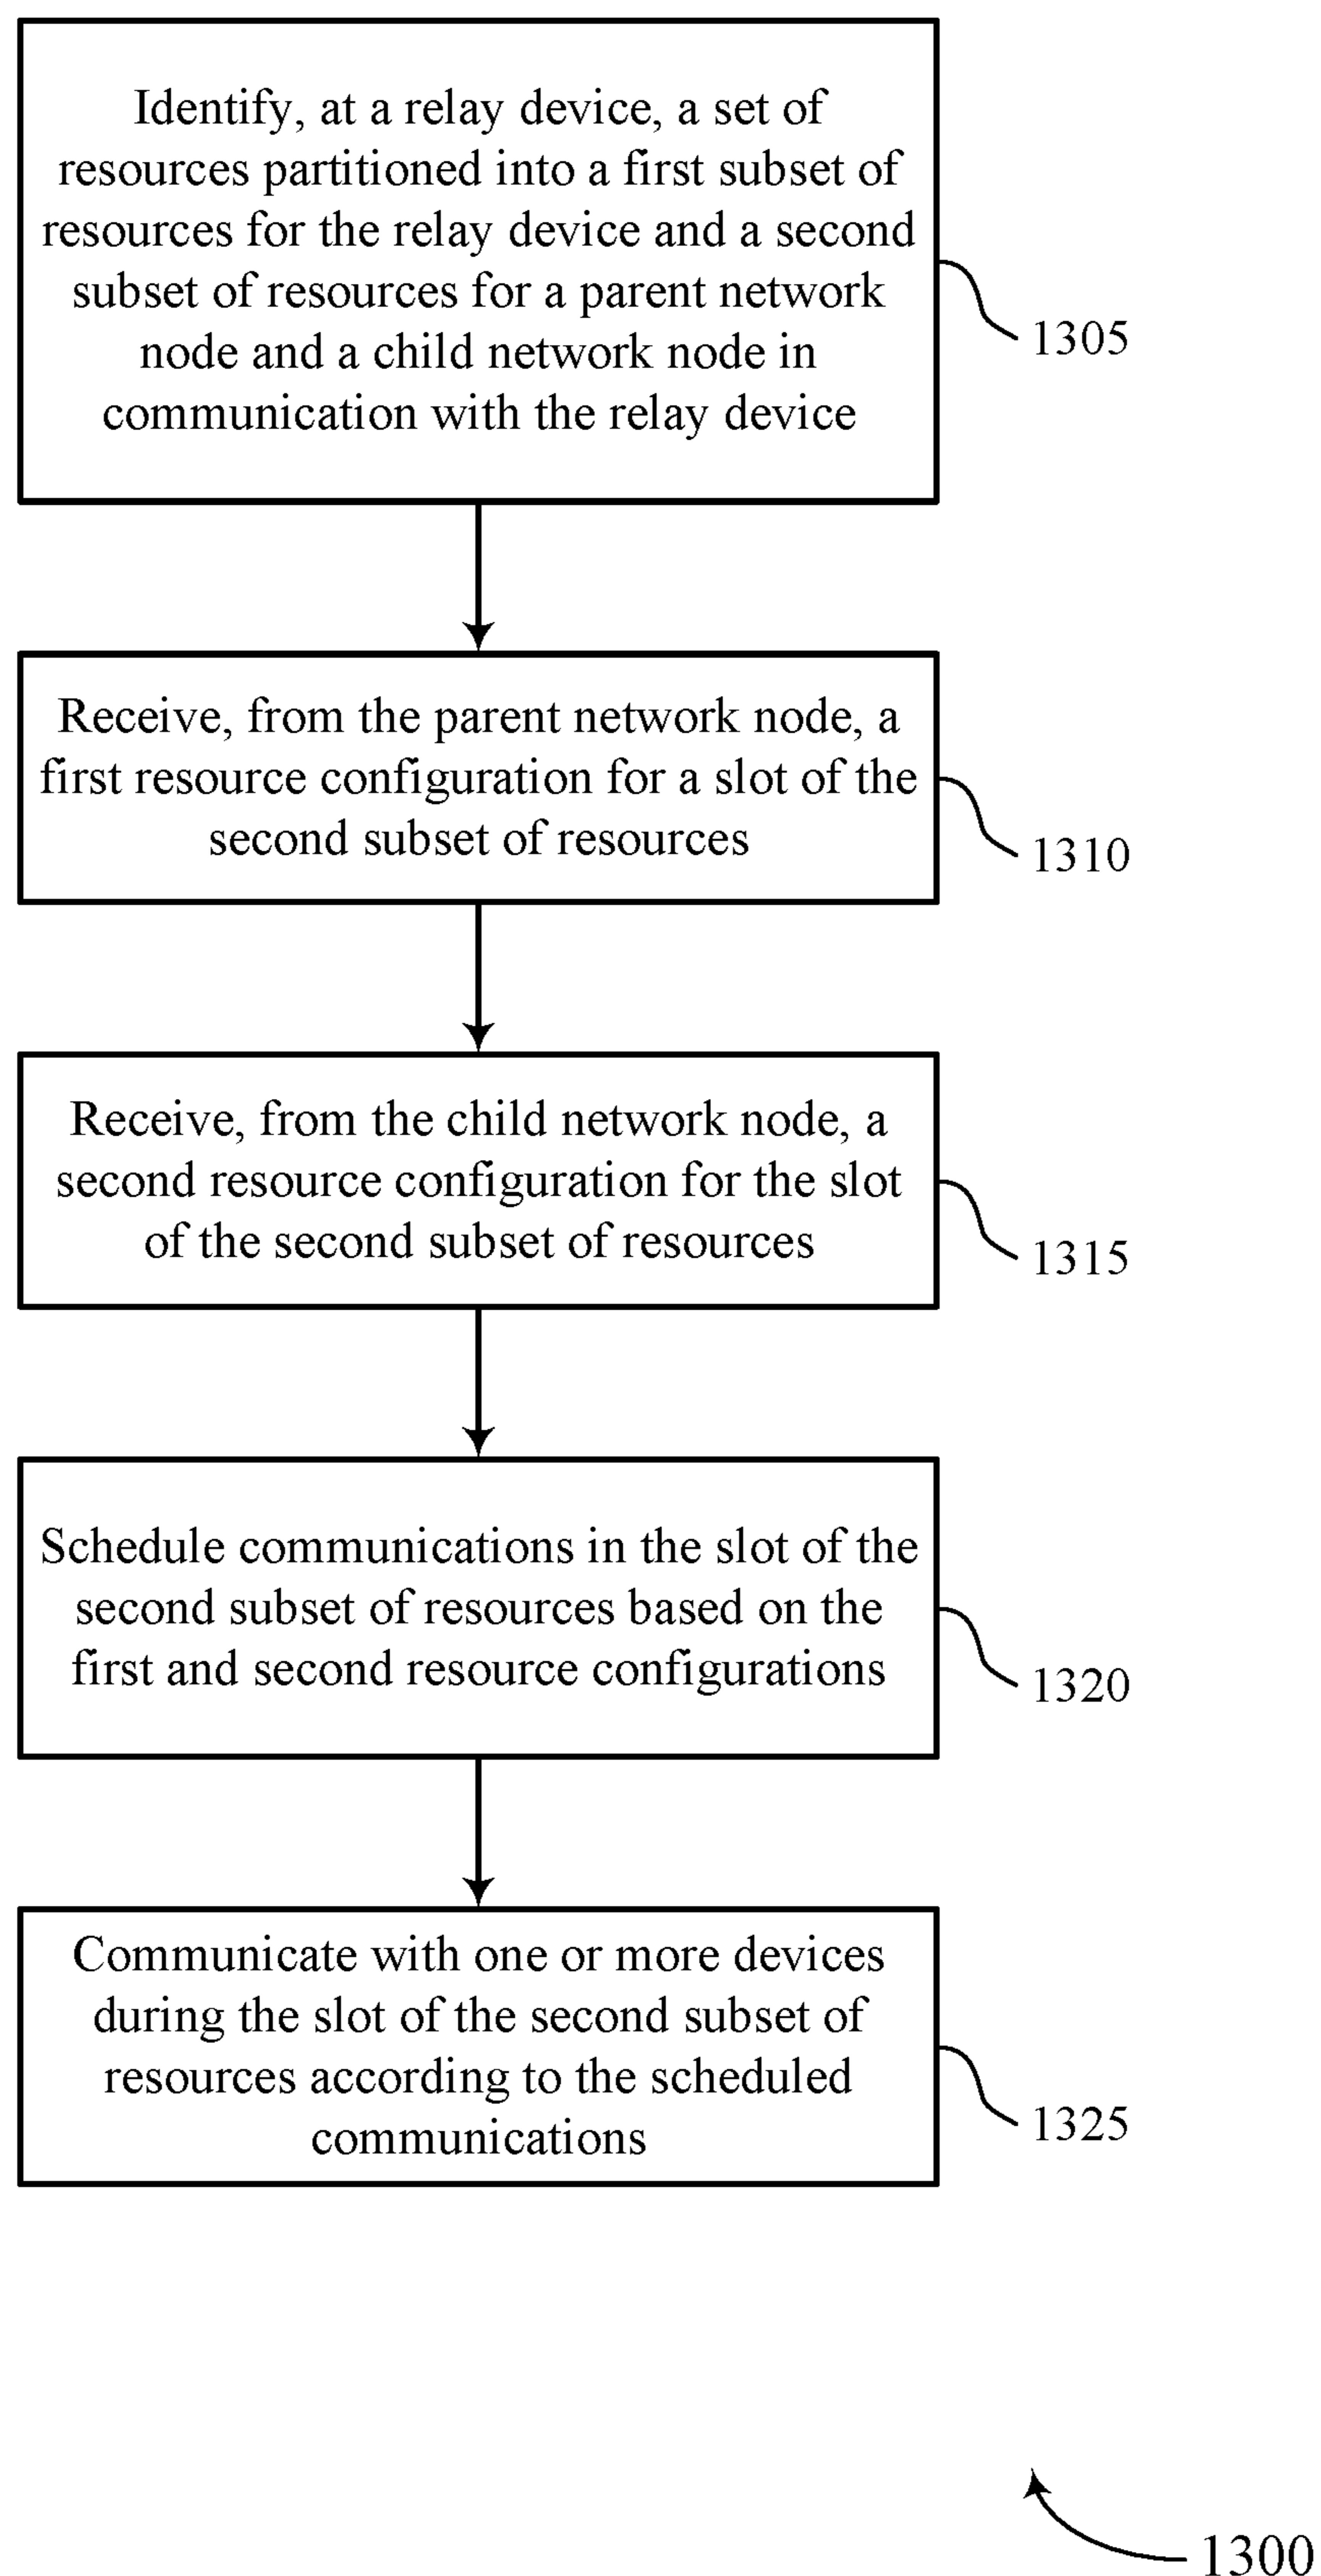 Identify, at a relay device, a set of
resources partitioned into a first subset of
resources for the relay device and a second
subset of resources for a parent network
node and a child network node in
communication with the relay device
1305
Receive, from the parent network node, a
first resource configuration for a slot of the
second subset of resources
1310
Receive, from the child network node, a
second resource configuration for the slot
of the second subset of resources
1315
Schedule communications in the slot of the
second subset of resources based on the
first and second resource configurations
1320
Communicate with one or more devices
during the slot of the second subset of
resources according to the scheduled
communications
1325
1300